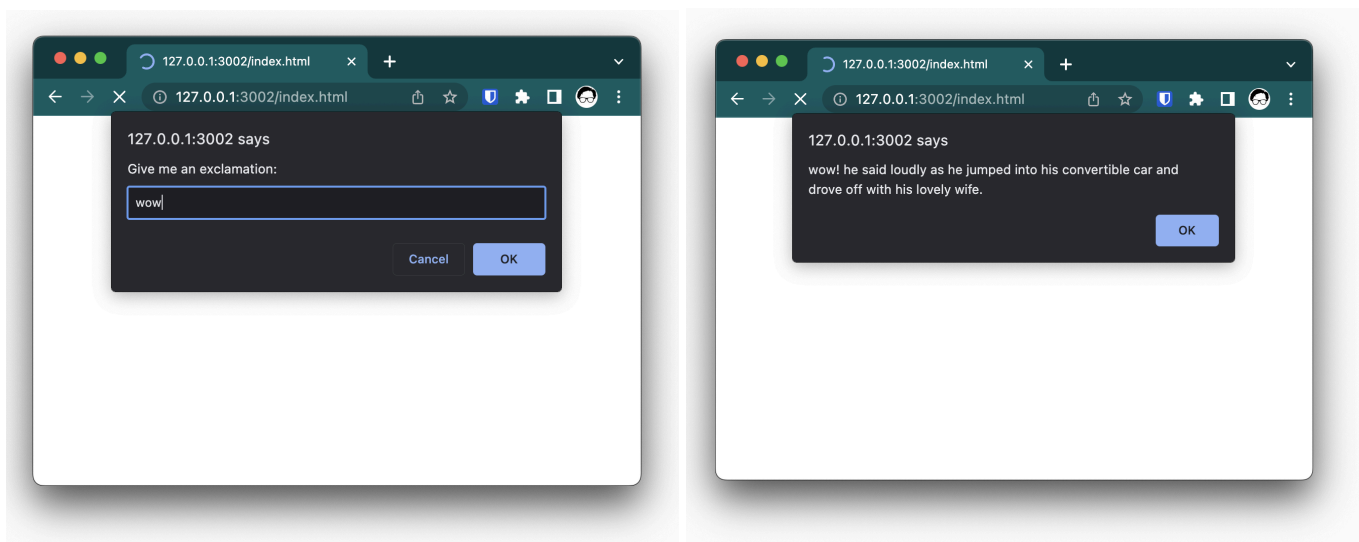 127.0.0.1:3002/index.html
127.0.0.1:3002/index.html
127.0.0.1:3002 says
Give me an exclamation:
wow
Cancel OK
127.0.0.1:3002/index.html
127.0.0.1:3002/index.html
127.0.0.1:3002 says
wow! he said loudly as he jumped into his convertible car and
drove off with his lovely wife.
OK